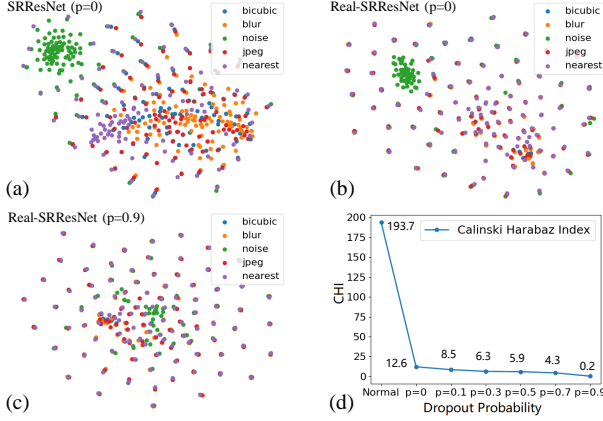 SRResNet (p=0)
bicubic
blur
noise
jpeg
nearest
(a)
Real-SRResNet (p=0)
bicubic
blur
noise
jpeg
nearest
(b)
Real-SRResNet (p=0.9)
bicubic
blur
noise
jpeg
nearest
(c)
200
175
150
125
100
75
50
25
0
CHI
Calinski Harabaz Index
193.7
12.6
8.5
6.3
5.9
4.3
0.2
Normal p=0 p=0.1 p=0.3 p=0.5 p=0.7 p=0.9
Dropout Probability
(d)